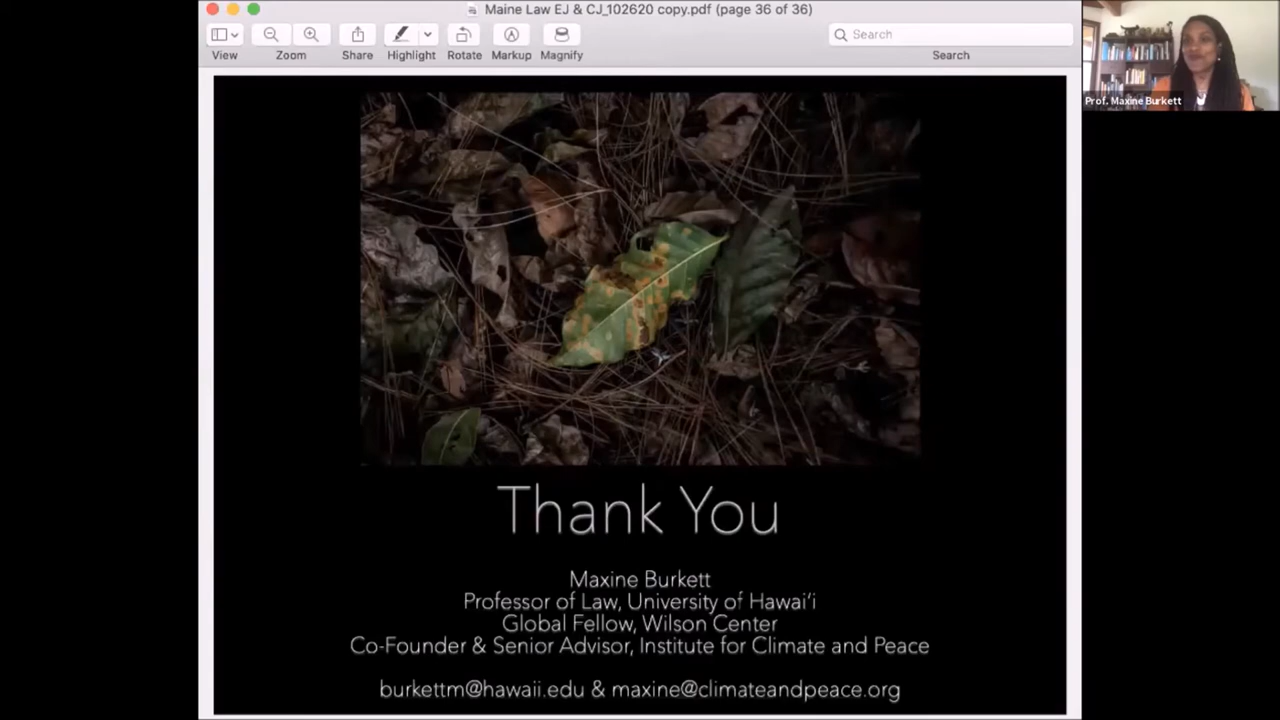 Maine Law EJ & CJ_102620 copy.pdf (page 36 of 36)
Search
View
Zoom
Share
Highlight
Rotate
Markup
Magnify
Search
Prof. Maxine Burkett
Thank You
Maxine Burkett
Professor of Law, University of Hawaiʻi
Global Fellow, Wilson Center
Co-Founder & Senior Advisor, Institute for Climate and Peace
burkettm@hawaii.edu & maxine@climateandpeace.org